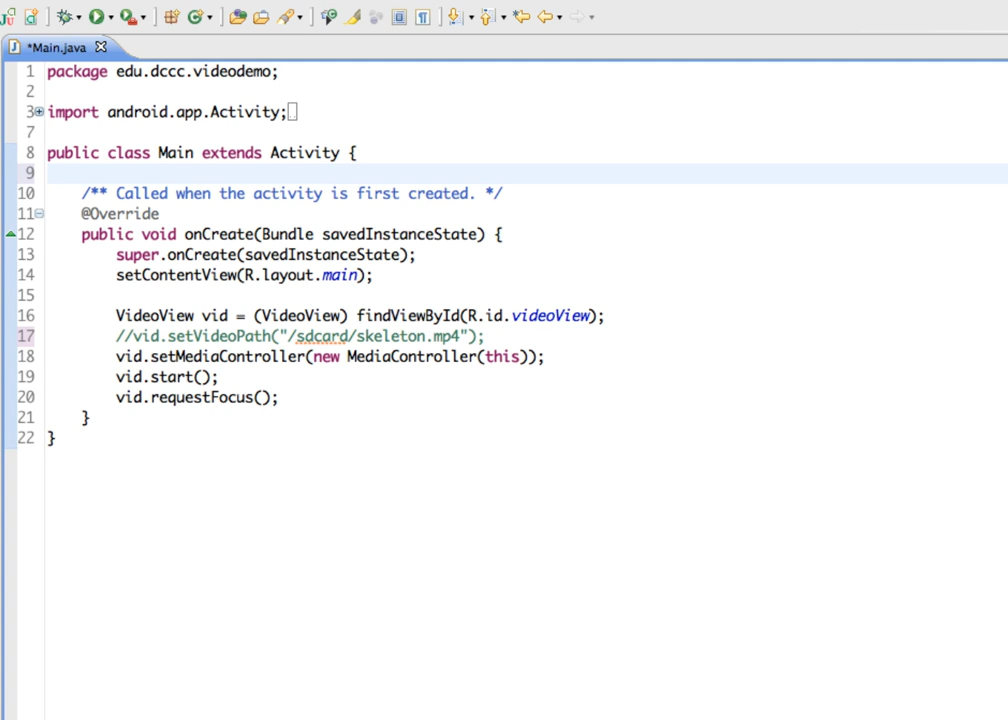 *Main.java
1 package edu.dccc.videodemo;
2
3 import android.app.Activity;
7
8 public class Main extends Activity {
9
10 /** Called when the activity is first created. */
11 @Override
12 public void onCreate(Bundle savedInstanceState) {
13 super.onCreate(savedInstanceState);
14 setContentView(R.layout.main);
15
16 VideoView vid = (VideoView) findViewById(R.id.videoView);
17 //vid.setVideoPath("/sdcard/skeleton.mp4");
18 vid.setMediaController(new MediaController(this));
19 vid.start();
20 vid.requestFocus();
21 }
22 }